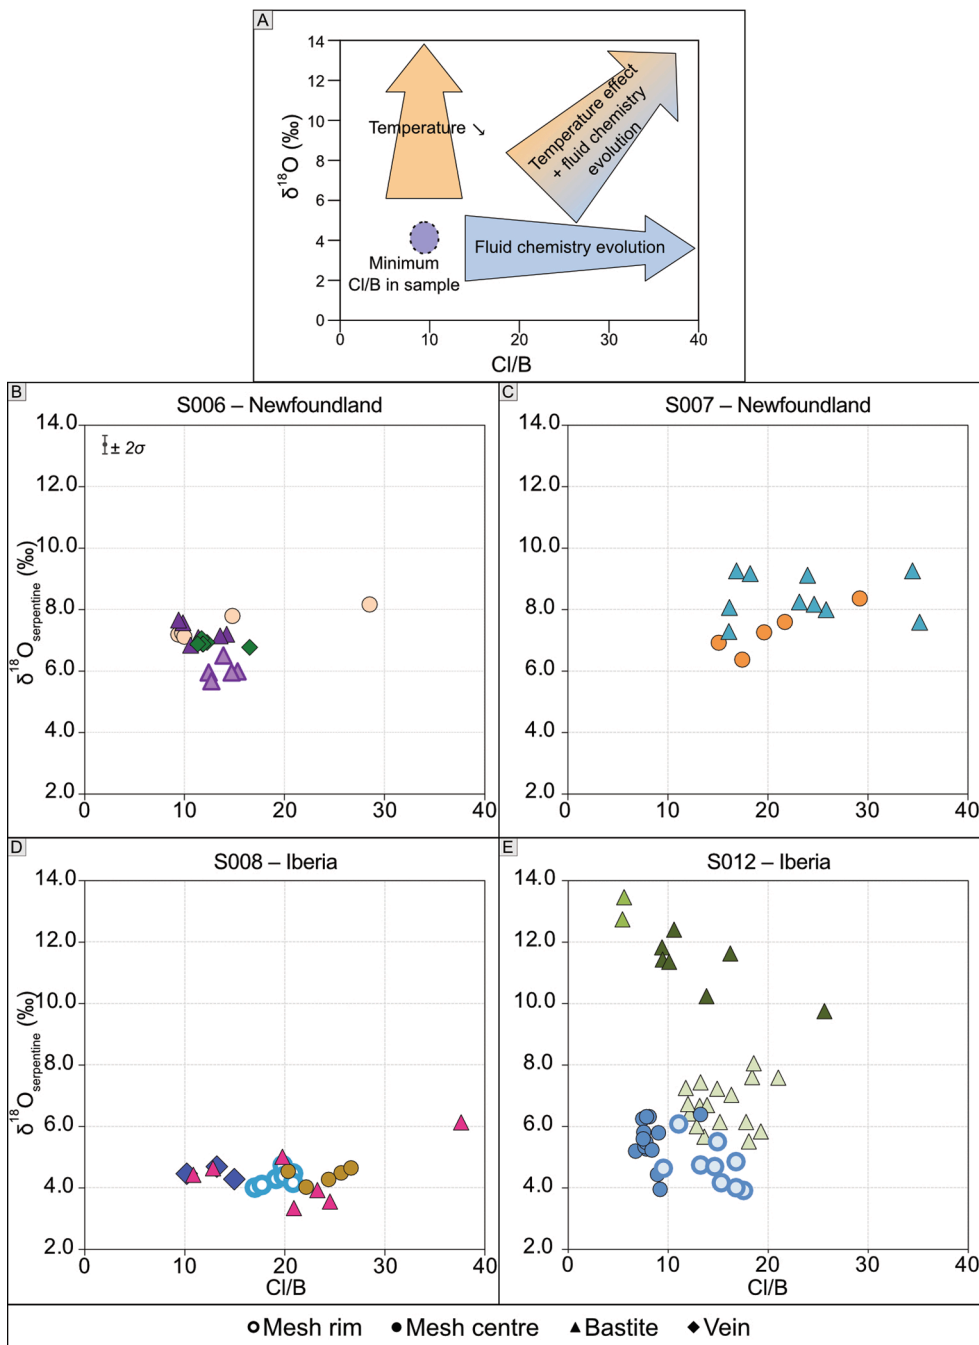 A
14
12
10
8
6
4
2
0
δ18O (‰)
Temperature ↘
Temperature effect
+ fluid chemistry
evolution
Fluid chemistry evolution
Minimum
Cl/B in sample
0
10
20
30
40
Cl/B
B
S006 – Newfoundland
14.0
12.0
10.0
8.0
6.0
4.0
2.0
± 2σ
δ18Oserpentine (‰)
0
10
20
30
40
C
S007 – Newfoundland
14.0
12.0
10.0
8.0
6.0
4.0
2.0
0
10
20
30
40
D
S008 – Iberia
14.0
12.0
10.0
8.0
6.0
4.0
2.0
δ18Oserpentine (‰)
0
10
20
30
40
Cl/B
E
S012 – Iberia
14.0
12.0
10.0
8.0
6.0
4.0
2.0
0
10
20
30
40
Cl/B
Mesh rim
Mesh centre
Bastite
Vein